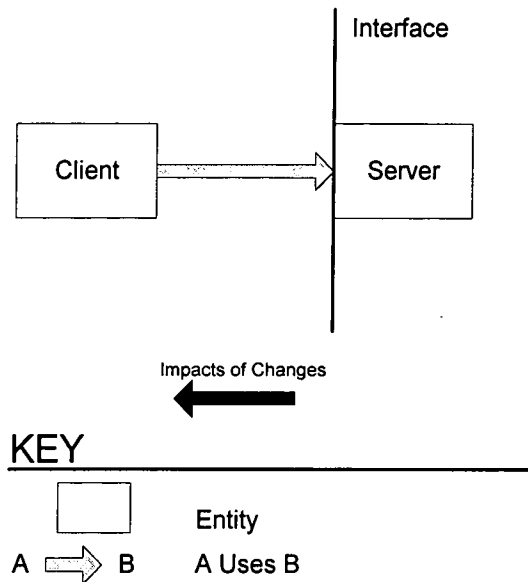 Interface
Client
Server
Impacts of Changes
KEY
Entity
A B A Uses B